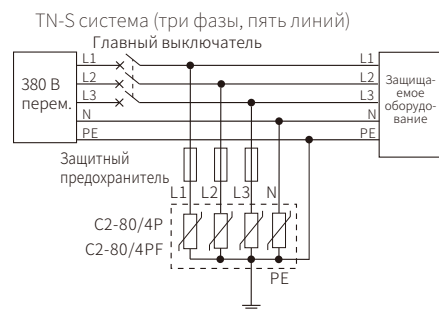 TN-S система (три фазы, пять линий)
Главный выключатель
380 В
перем.
L1
L2
L3
N
PE
L1
L2
L3
N
PE
Защища-
емое
оборудо-
вание
Защитный
предохранитель
L1 L2 L3 N
C2-80/4P
C2-80/4PF
PE